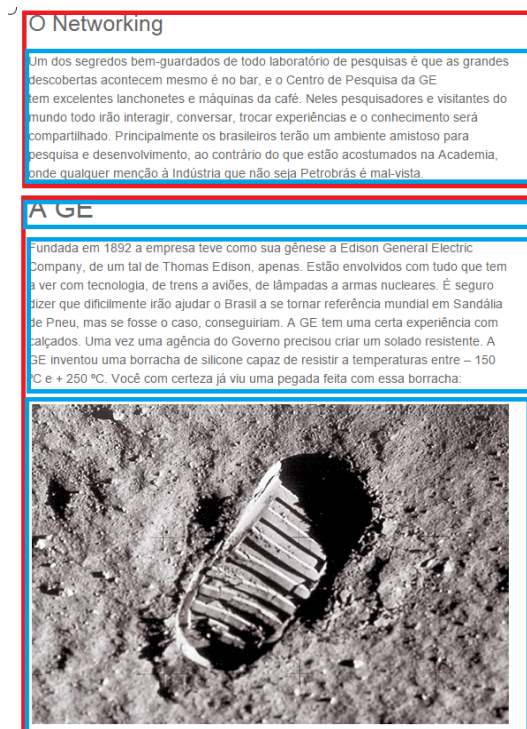 O Networking
Um dos segredos bem-guardados de todo laboratório de pesquisas é que as grandes
descobertas acontecem mesmo é no bar, e o Centro de Pesquisa da GE
tem excelentes lanchonetes e máquinas da café. Neles pesquisadores e visitantes do
mundo todo irão interagir, conversar, trocar experiências e o conhecimento será
compartilhado. Principalmente os brasileiros terão um ambiente amistoso para
pesquisa e desenvolvimento, ao contrário do que estão acostumados na Academia,
onde qualquer menção à Indústria que não seja Petrobrás é mal-vista.
A GE
Fundada em 1892 a empresa teve como sua gênese a Edison General Electric
Company, de um tal de Thomas Edison, apenas. Estão envolvidos com tudo que tem
a ver com tecnologia, de trens a aviões, de lâmpadas a armas nucleares. É seguro
dizer que dificilmente irão ajudar o Brasil a se tornar referência mundial em Sandália
de Pneu, mas se fosse o caso, conseguiriam. A GE tem uma certa experiência com
calçados. Uma vez uma agência do Governo precisou criar um solado resistente. A
GE inventou uma borracha de silicone capaz de resistir a temperaturas entre – 150
ºC e + 250 ºC. Você com certeza já viu uma pegada feita com essa borracha: